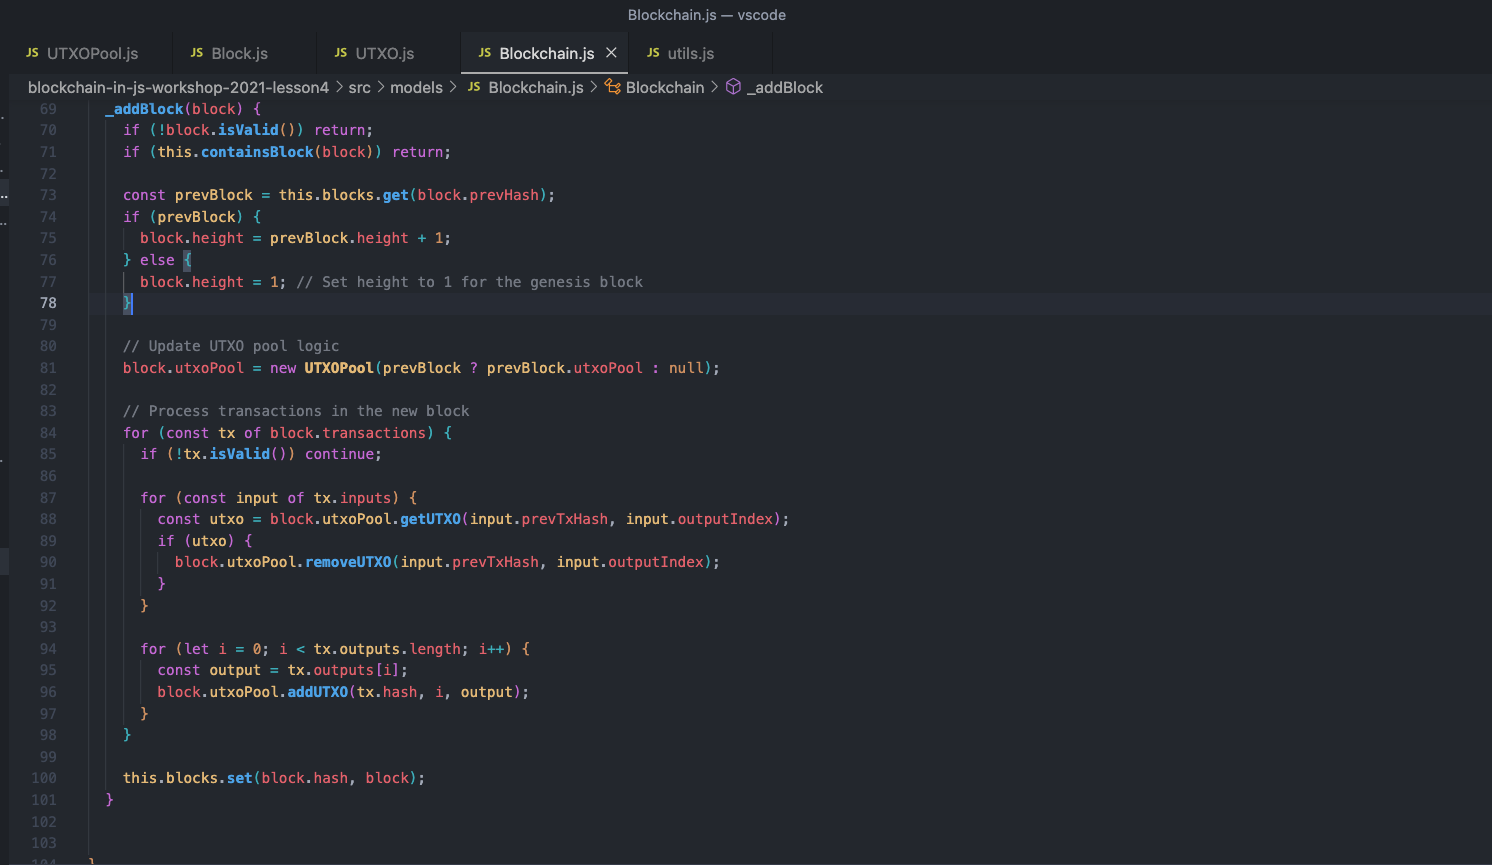 Blockchain.js — vscode
JS UTXOPool.js JS Block.js JS UTXO.js JS Blockchain.js × JS utils.js
blockchain-in-js-workshop-2021-lesson4 > src > models > JS Blockchain.js > Blockchain > _addBlock
69 _addBlock(block) {
70 if (!block.isValid()) return;
71 if (this.containsBlock(block)) return;
72
73 const prevBlock = this.blocks.get(block.prevHash);
74 if (prevBlock) {
75 block.height = prevBlock.height + 1;
76 } else {
77 block.height = 1; // Set height to 1 for the genesis block
78 }
79
80 // Update UTXO pool logic
81 block.utxoPool = new UTXOPool(prevBlock ? prevBlock.utxoPool : null);
82
83 // Process transactions in the new block
84 for (const tx of block.transactions) {
85 if (!tx.isValid()) continue;
86
87 for (const input of tx.inputs) {
88 const utxo = block.utxoPool.getUTXO(input.prevTxHash, input.outputIndex);
89 if (utxo) {
90 block.utxoPool.removeUTXO(input.prevTxHash, input.outputIndex);
91 }
92 }
93
94 for (let i = 0; i < tx.outputs.length; i++) {
95 const output = tx.outputs[i];
96 block.utxoPool.addUTXO(tx.hash, i, output);
97 }
98 }
99
100 this.blocks.set(block.hash, block);
101 }
102
103
104 }